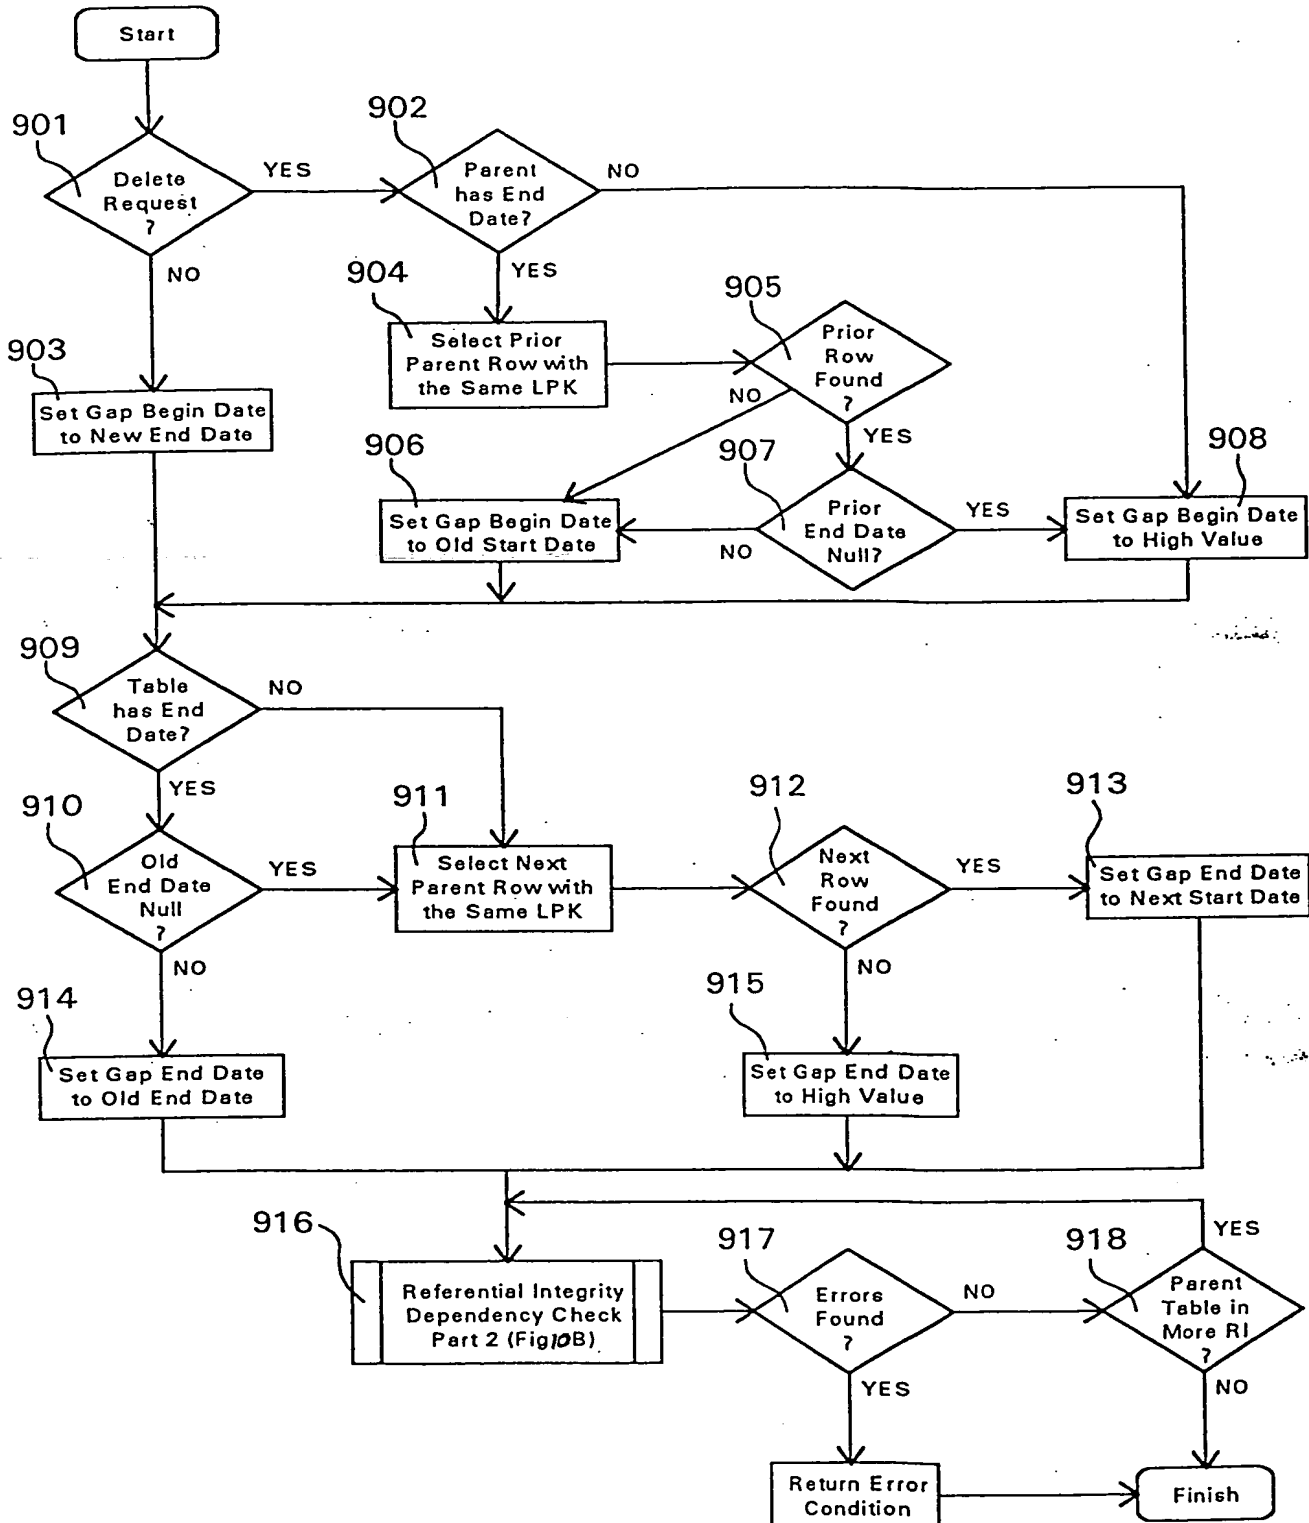 Start
901
902
Delete
Request
?
YES
Parent
has End
Date?
NO
NO
YES
904
905
903
Select Prior
Parent Row with
the Same LPK
Prior
Row
Found
?
NO
YES
Set Gap Begin Date
to New End Date
906
907
908
Set Gap Begin Date
to Old Start Date
NO
Prior
End Date
Null?
YES
Set Gap Begin Date
to High Value
909
Table
has End
Date?
NO
YES
910
911
912
913
Old
End Date
Null
?
YES
Select Next
Parent Row with
the Same LPK
Next
Row
Found
?
YES
Set Gap End Date
to Next Start Date
NO
NO
914
915
Set Gap End Date
to Old End Date
Set Gap End Date
to High Value
916
917
918
YES
Referential Integrity
Dependency Check
Part 2 (Fig10B)
Errors
Found
?
NO
Parent
Table in
More RI
?
YES
NO
Return Error
Condition
Finish